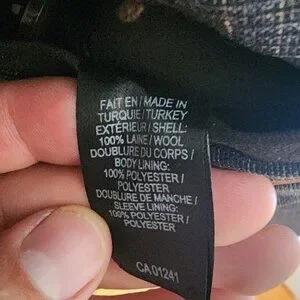 FAIT EN / MADE IN
TURQUIE / TURKEY
EXTÉRIEUR / SHELL:
100% LAINE / WOOL
DOUBLURE DU CORPS /
BODY LINING:
100% POLYESTER /
POLYESTER
DOUBLURE DE MANCHE /
SLEEVE LINING:
100% POLYESTER /
POLYESTER
CA 01241